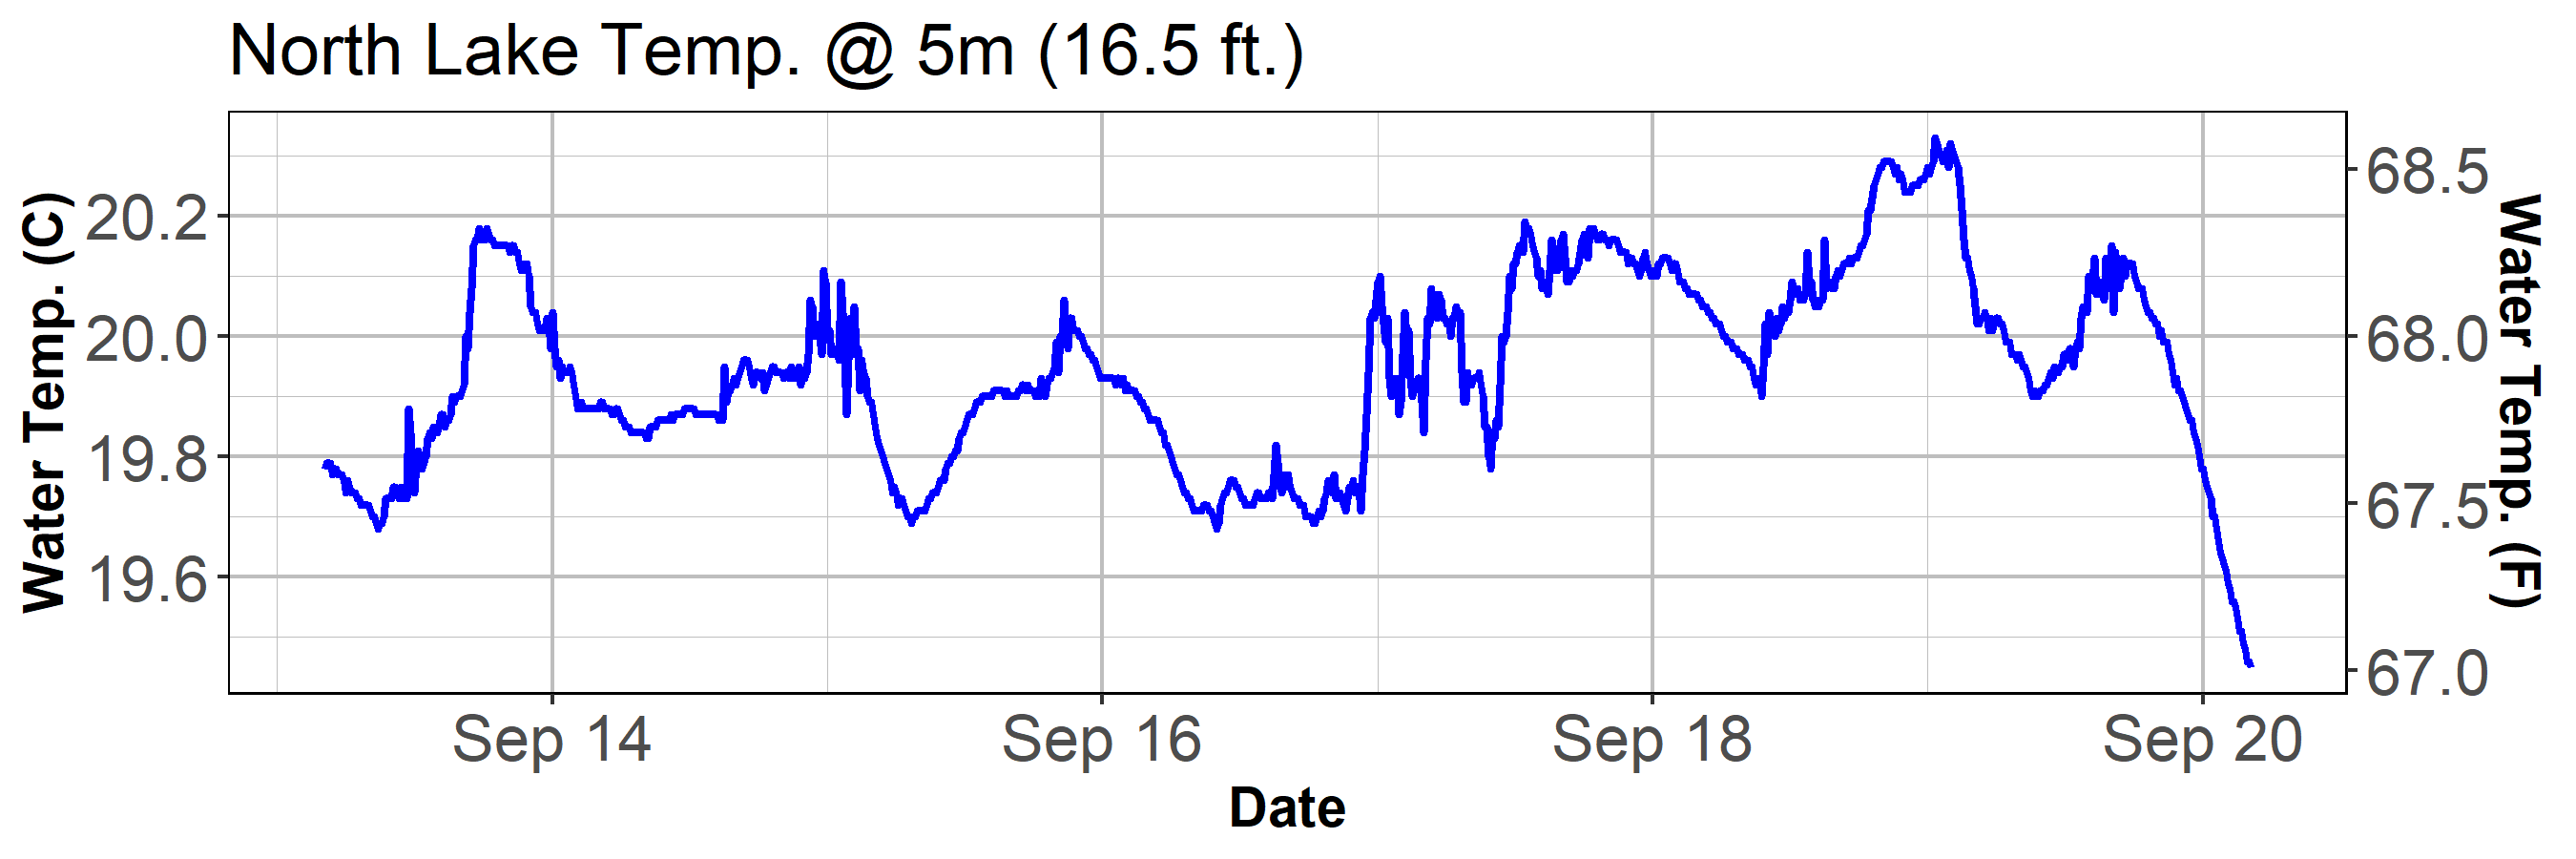 North Lake Temp. @ 5m (16.5 ft.)
Water Temp. (C)
20.2
20.0
19.8
19.6
68.5
68.0
67.5
67.0
Water Temp. (F)
Sep 14
Sep 16
Sep 18
Sep 20
Date